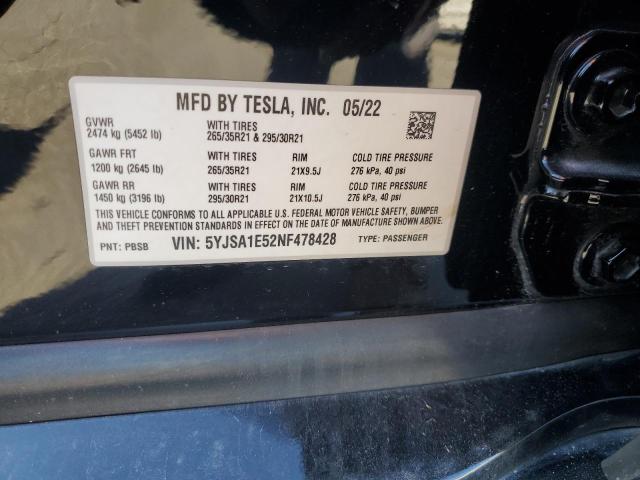 MFD BY TESLA, INC. 05/22
GVWR
2474 kg (5452 lb)
WITH TIRES
265/35R21 & 295/30R21
GAWR FRT
1200 kg (2645 lb)
WITH TIRES
265/35R21
RIM
21X9.5J
COLD TIRE PRESSURE
276 kPa, 40 psi
GAWR RR
1450 kg (3196 lb)
WITH TIRES
295/30R21
RIM
21X10.5J
COLD TIRE PRESSURE
276 kPa, 40 psi
THIS VEHICLE CONFORMS TO ALL APPLICABLE U.S. FEDERAL MOTOR VEHICLE SAFETY, BUMPER
AND THEFT PREVENTION STANDARDS IN EFFECT ON THE DATE OF MANUFACTURE SHOWN ABOVE.
PNT: PBSB
VIN: 5YJSA1E52NF478428
TYPE: PASSENGER